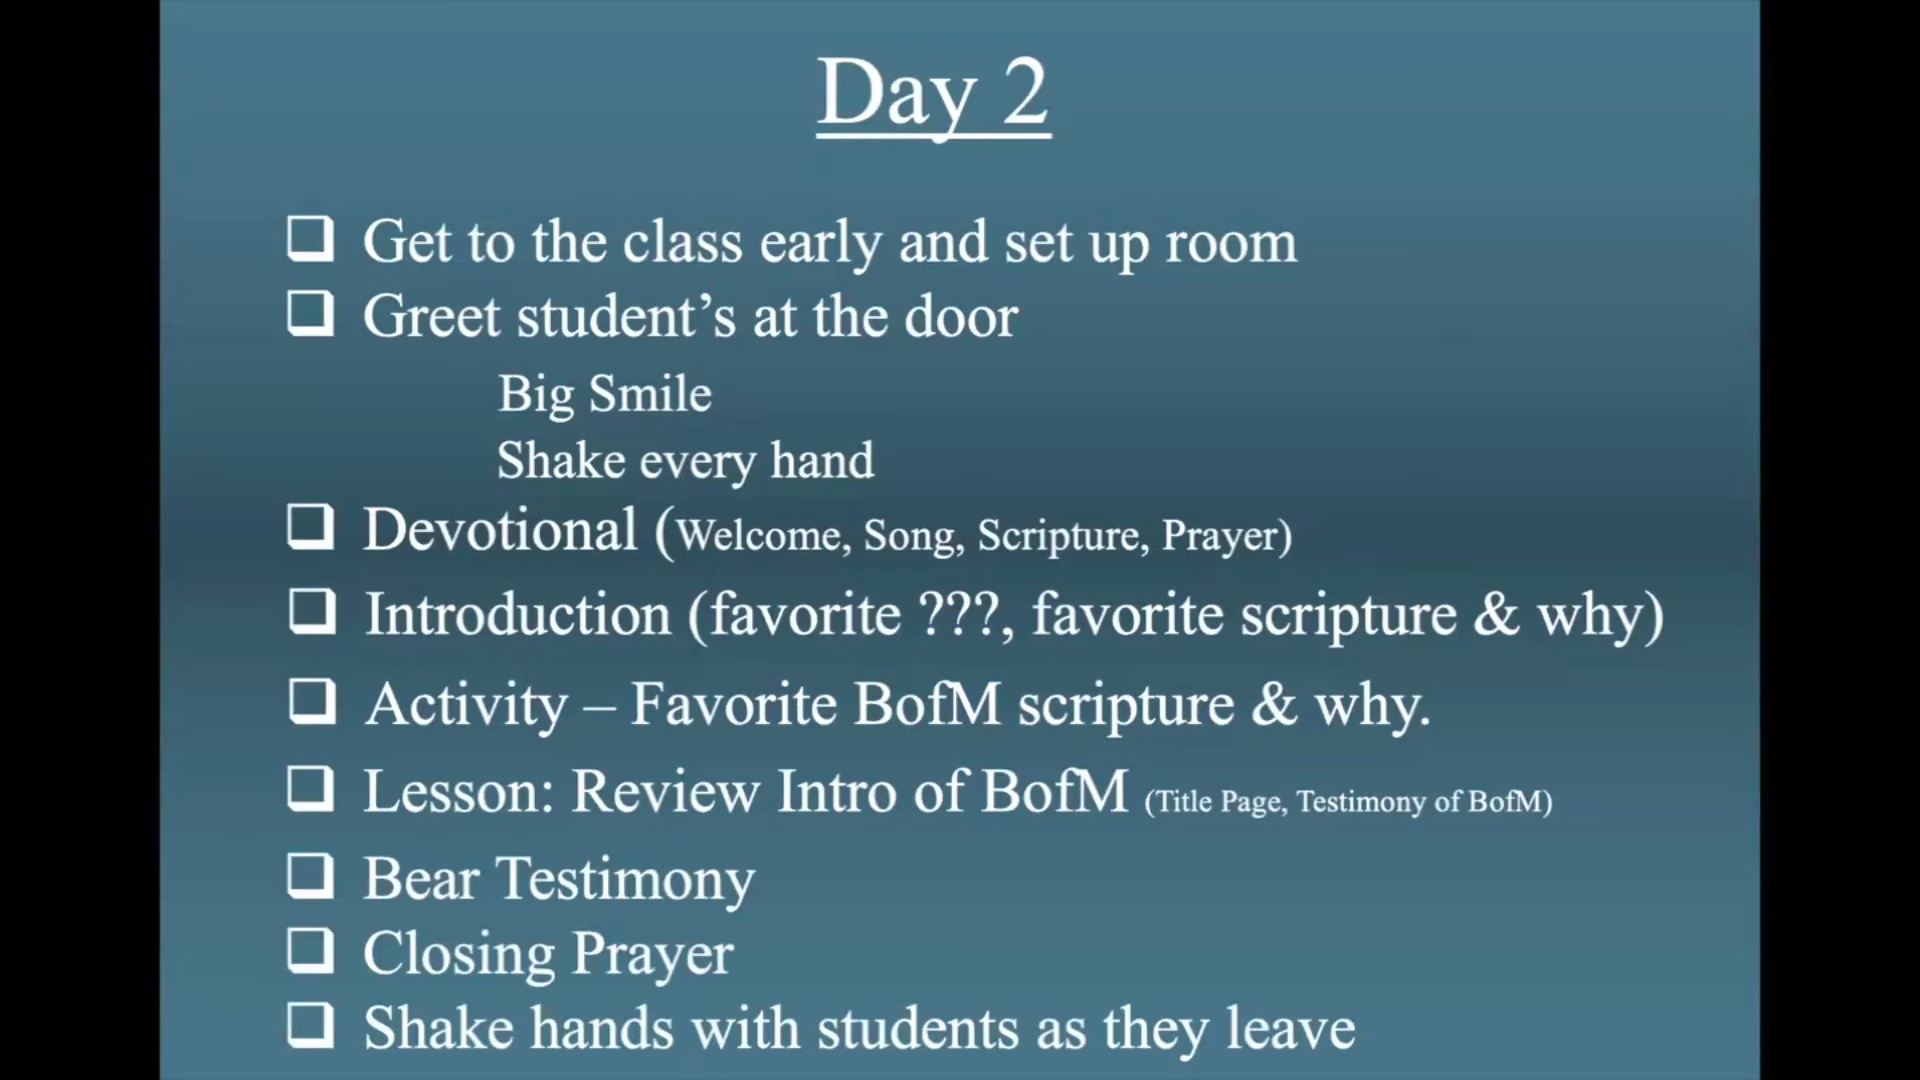 Day 2
❑ Get to the class early and set up room
❑ Greet student’s at the door
Big Smile
Shake every hand
❑ Devotional (Welcome, Song, Scripture, Prayer)
❑ Introduction (favorite ???, favorite scripture & why)
❑ Activity – Favorite BofM scripture & why.
❑ Lesson: Review Intro of BofM (Title Page, Testimony of BofM)
❑ Bear Testimony
❑ Closing Prayer
❑ Shake hands with students as they leave